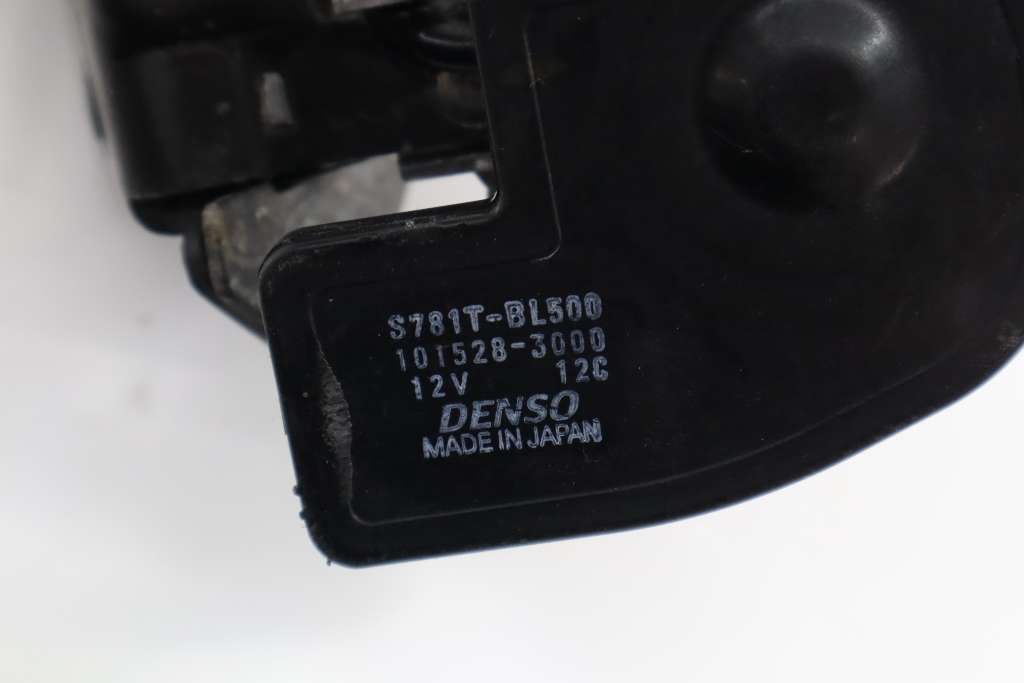 S781T-BL500
101528-3000
12V 12C
DENSO
MADE IN JAPAN